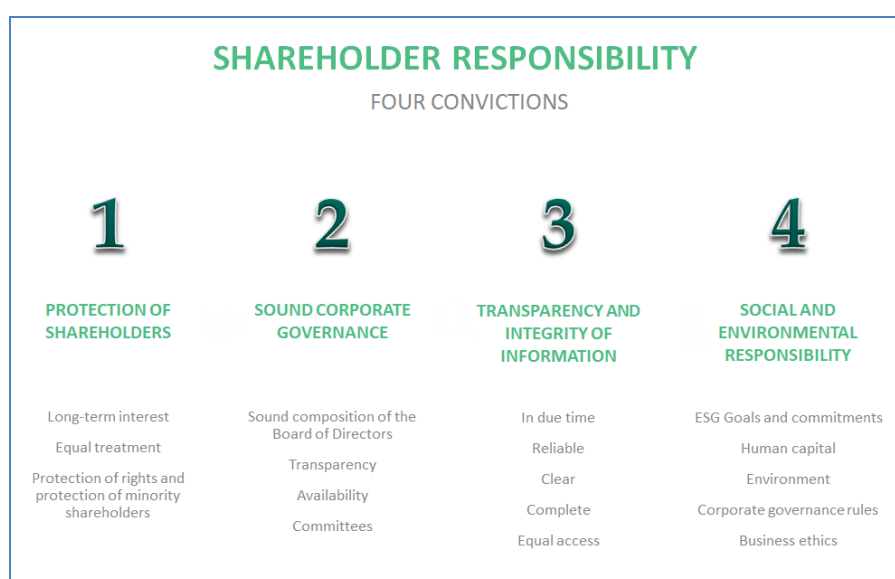 SHAREHOLDER RESPONSIBILITY
FOUR CONVICTIONS
1
PROTECTION OF
SHAREHOLDERS
Long-term interest
Equal treatment
Protection of rights and
protection of minority
shareholders
2
SOUND CORPORATE
GOVERNANCE
Sound composition of the
Board of Directors
Transparency
Availability
Committees
3
TRANSPARENCY AND
INTEGRITY OF
INFORMATION
In due time
Reliable
Clear
Complete
Equal access
4
SOCIAL AND
ENVIRONMENTAL
RESPONSIBILITY
ESG Goals and commitments
Human capital
Environment
Corporate governance rules
Business ethics